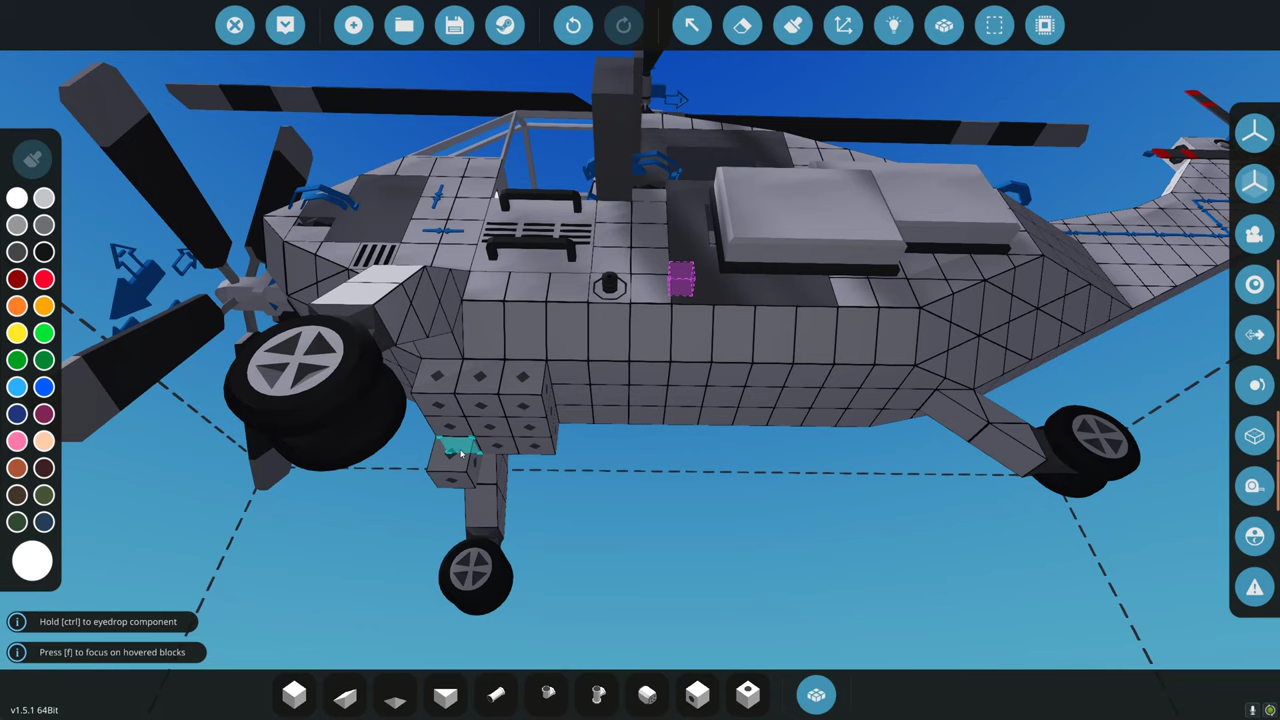 Hold [ctrl] to eyedrop component
Press [f] to focus on hovered blocks
v1.5.1 64Bit